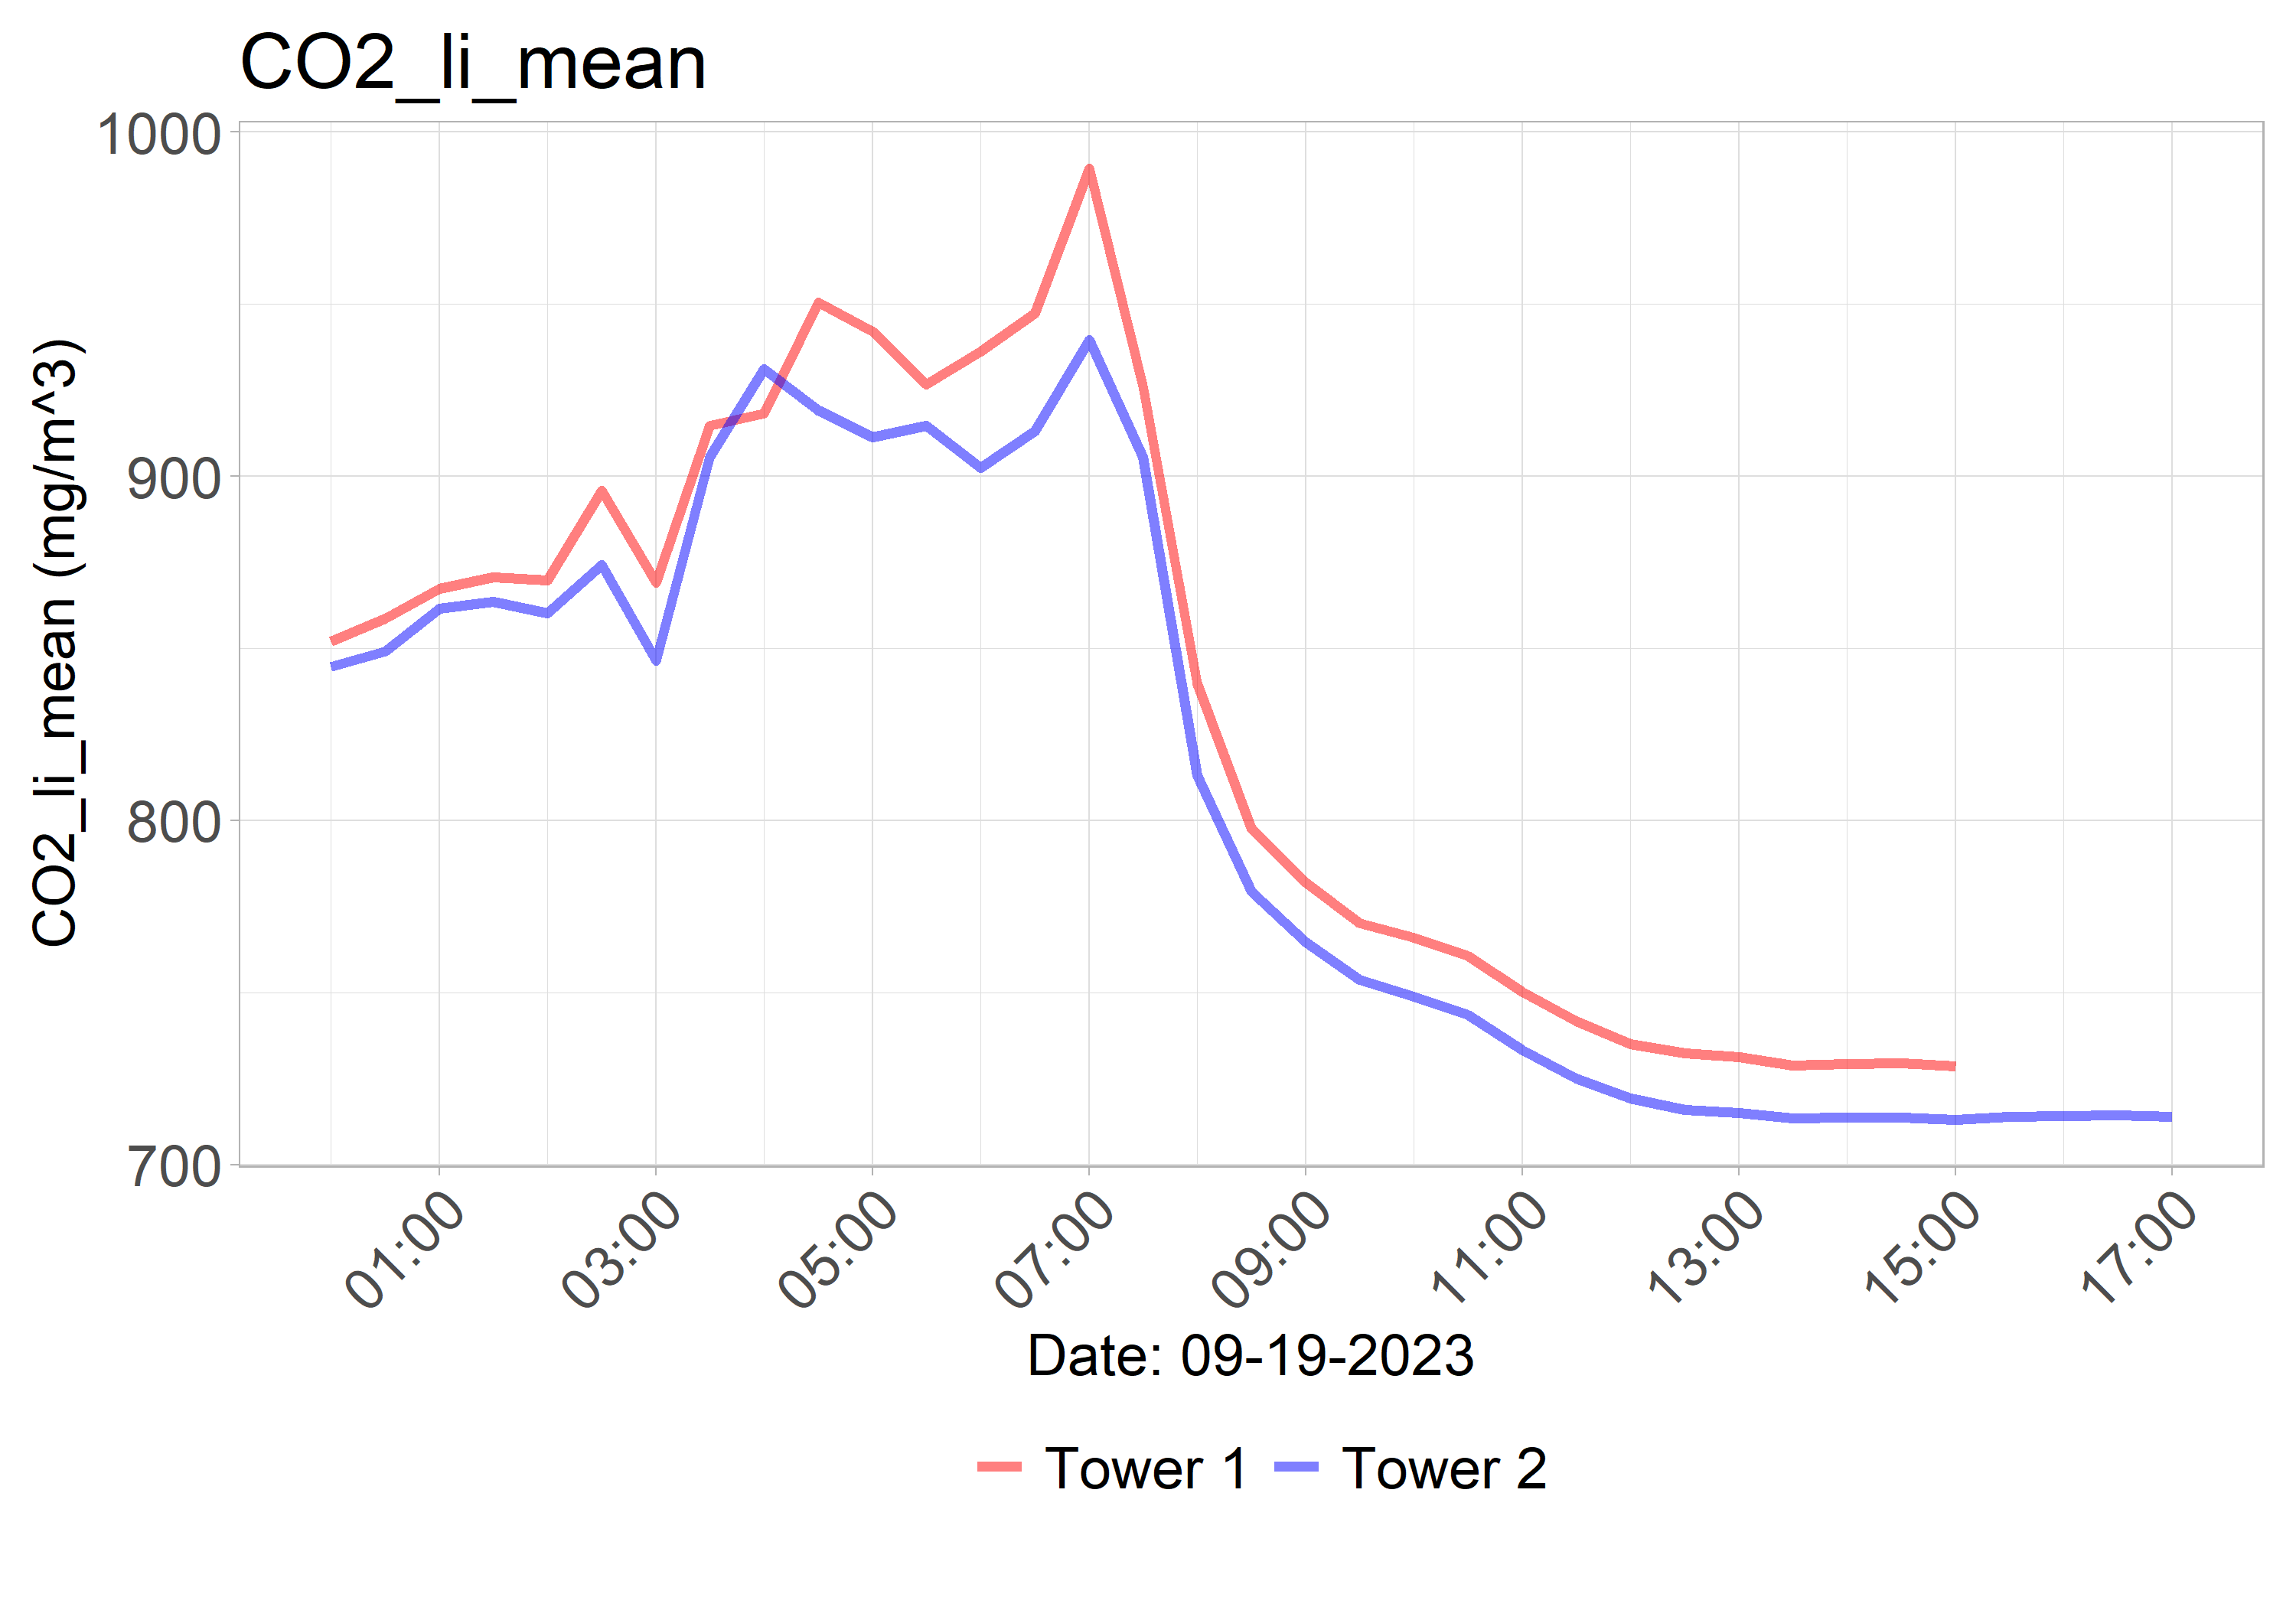 CO2_li_mean
CO2_li_mean (mg/m^3)
1000
900
800
700
01:00 03:00 05:00 07:00 09:00 11:00 13:00 15:00 17:00
Date: 09-19-2023
Tower 1 Tower 2